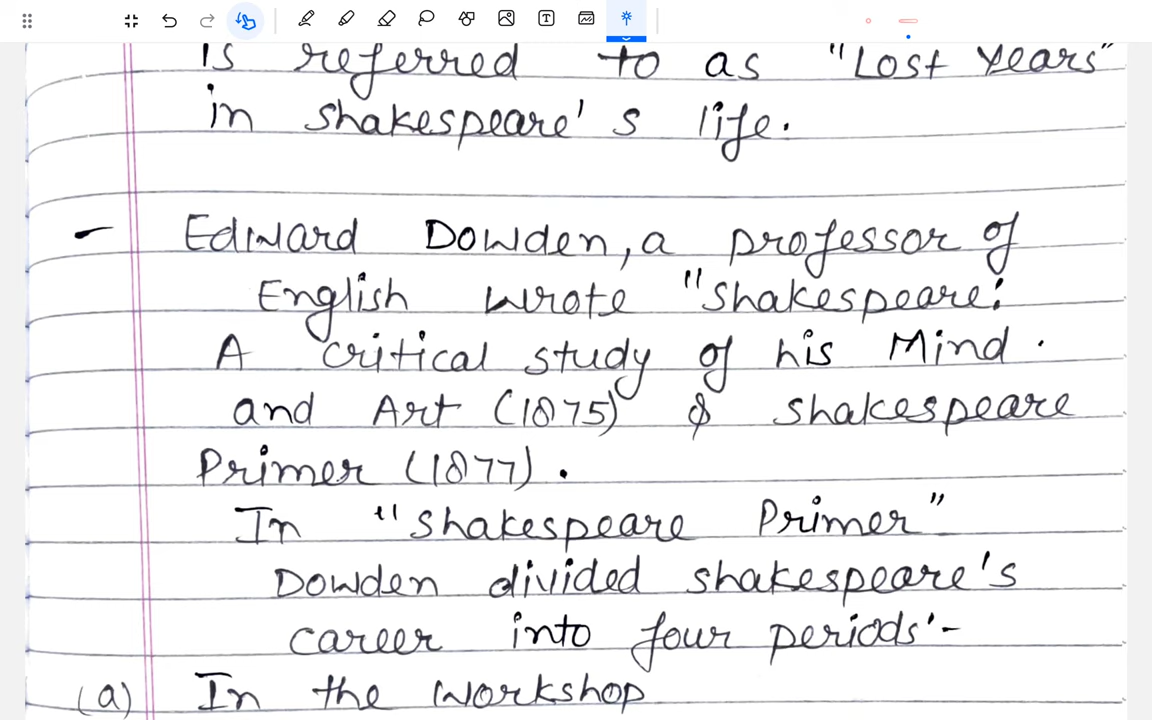 is referred to as "Lost Years"
in shakespeare's life.
- Edward Dowden, a professor of
English wrote "shakespeare:
A critical study of his Mind
and Art (1875) & shakespeare
Primer (1877).
In "shakespeare Primer"
Dowden divided shakespeare's
career into four periods'-
(a) In the workshop